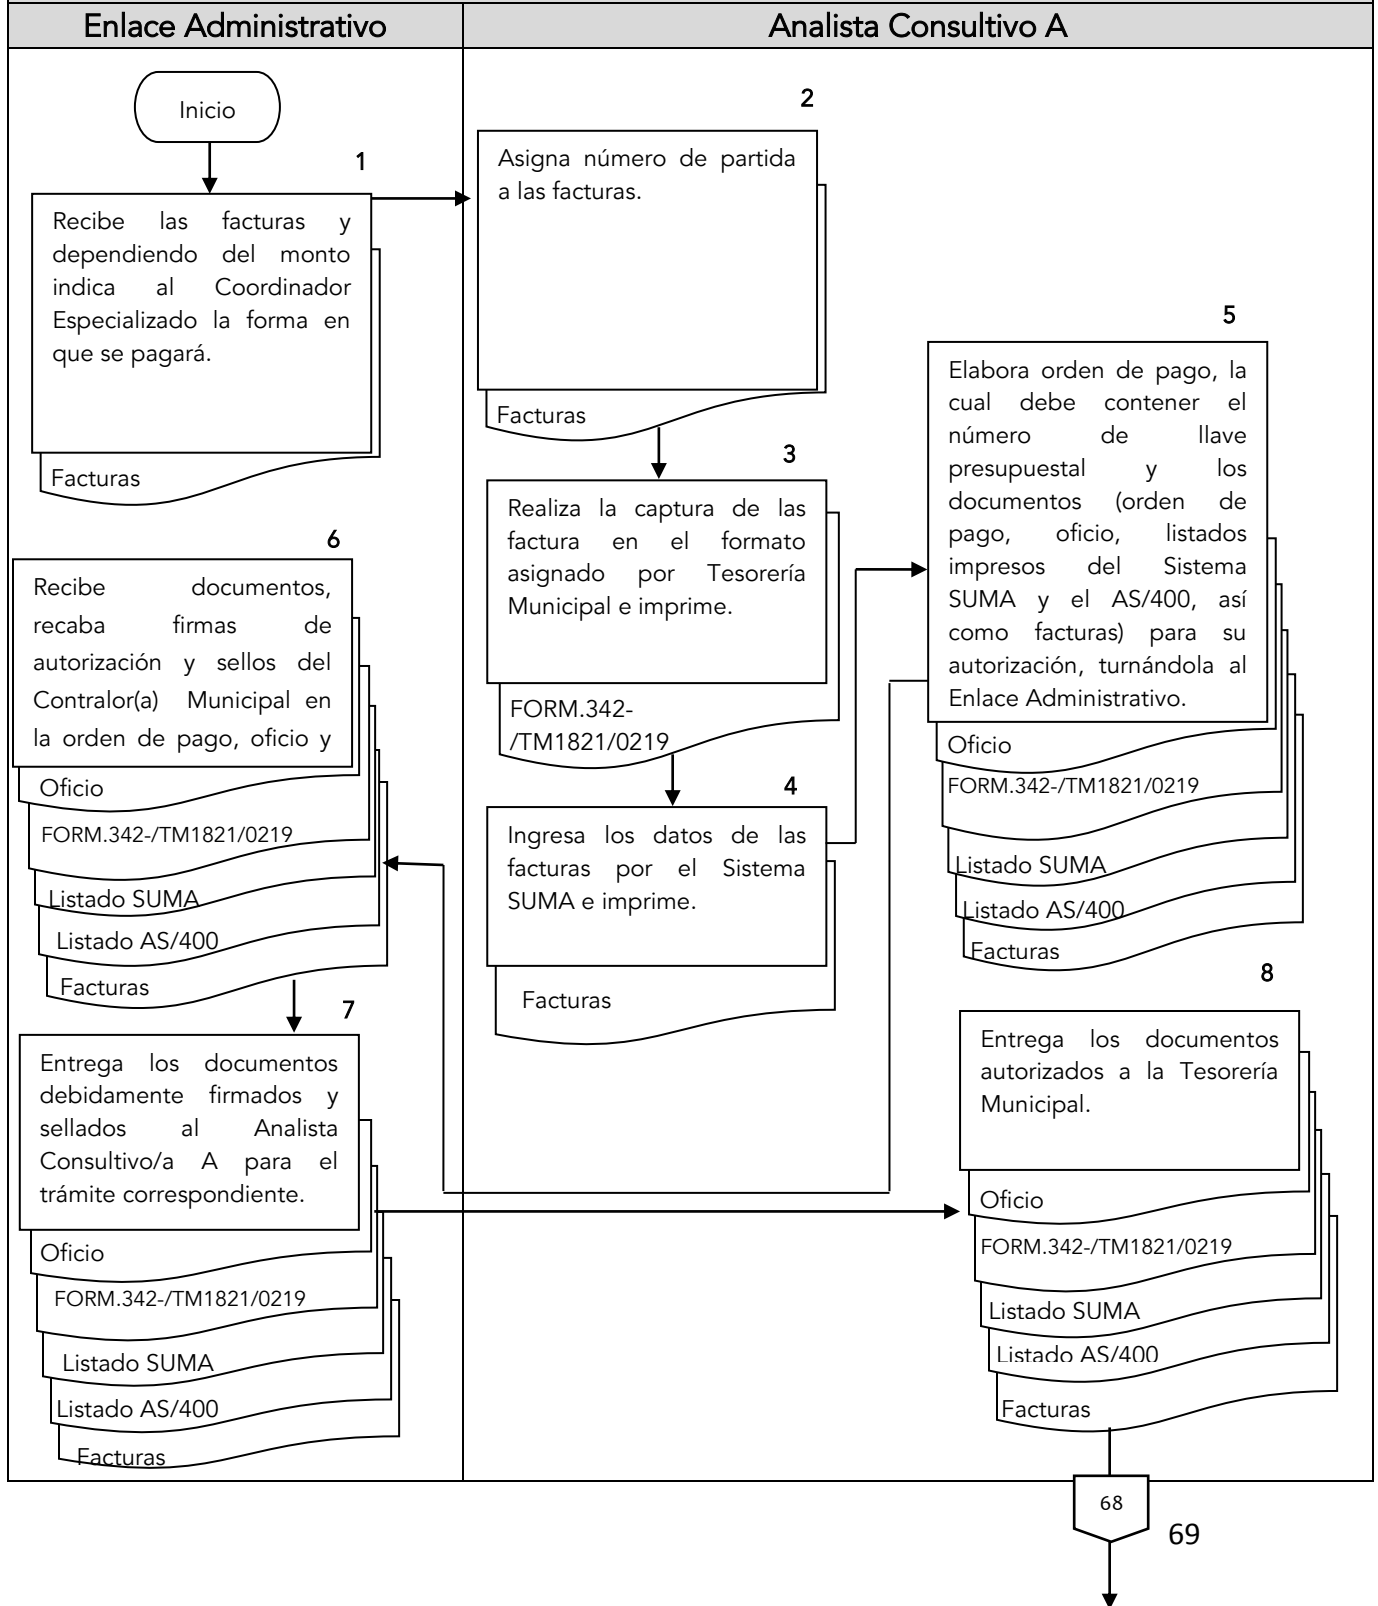 Enlace Administrativo
Analista Consultivo A
Inicio
1
Recibe las facturas y
dependiendo del monto
indica al Coordinador
Especializado la forma en
que se pagará.
Facturas
2
Asigna número de partida
a las facturas.
Facturas
3
Realiza la captura de las
factura en el formato
asignado por Tesorería
Municipal e imprime.
FORM.342-
/TM1821/0219
4
Ingresa los datos de las
facturas por el Sistema
SUMA e imprime.
Facturas
5
Elabora orden de pago, la
cual debe contener el
número de llave
presupuestal y los
documentos (orden de
pago, oficio, listados
impresos del Sistema
SUMA y el AS/400, así
como facturas) para su
autorización, turnándola al
Enlace Administrativo.
Oficio
FORM.342-/TM1821/0219
Listado SUMA
Listado AS/400
Facturas
6
Recibe documentos,
recaba firmas de
autorización y sellos del
Contralor(a) Municipal en
la orden de pago, oficio y
Oficio
FORM.342-/TM1821/0219
Listado SUMA
Listado AS/400
Facturas
7
Entrega los documentos
debidamente firmados y
sellados al Analista
Consultivo/a A para el
trámite correspondiente.
Oficio
FORM.342-/TM1821/0219
Listado SUMA
Listado AS/400
Facturas
8
Entrega los documentos
autorizados a la Tesorería
Municipal.
Oficio
FORM.342-/TM1821/0219
Listado SUMA
Listado AS/400
Facturas
68
69